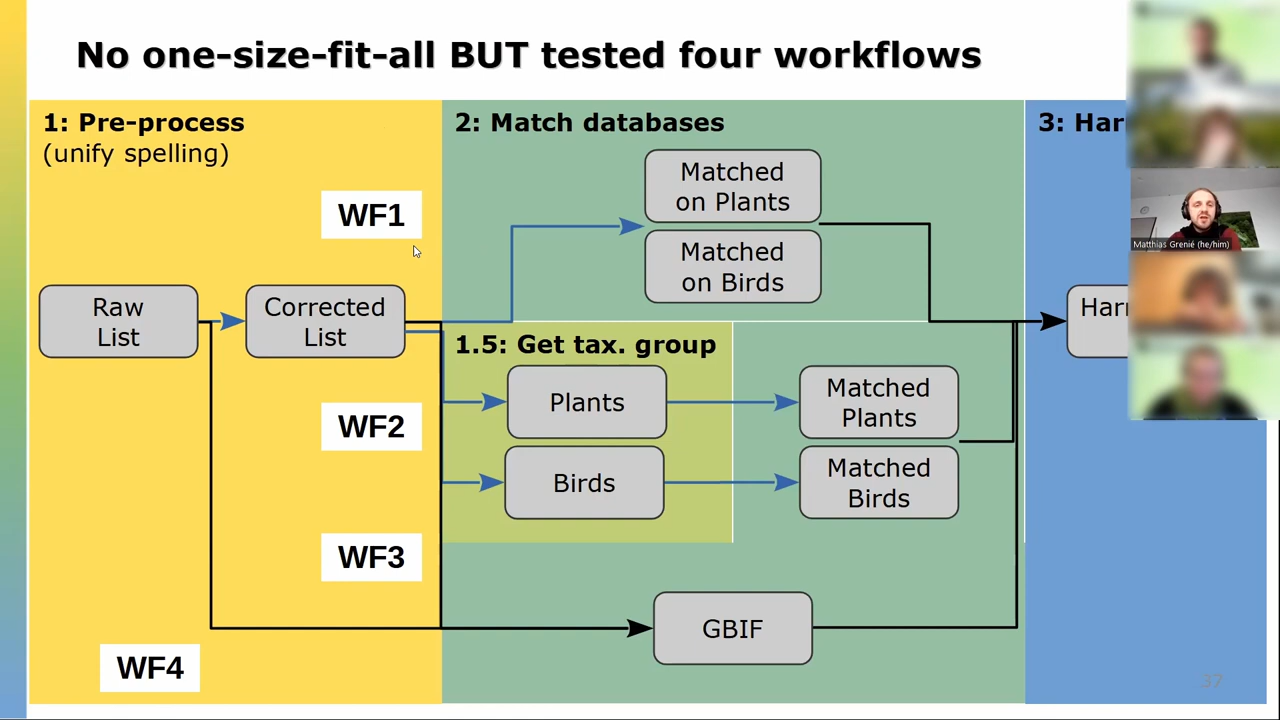 No one-size-fit-all BUT tested four workflows
1: Pre-process
(unify spelling)
2: Match databases
3: Har
WF1
Matched
on Plants
Matched
on Birds
Matthias Grenié (he/him)
Raw
List
Corrected
List
Harr
1.5: Get tax. group
WF2
Plants
Matched
Plants
Birds
Matched
Birds
WF3
GBIF
WF4
37